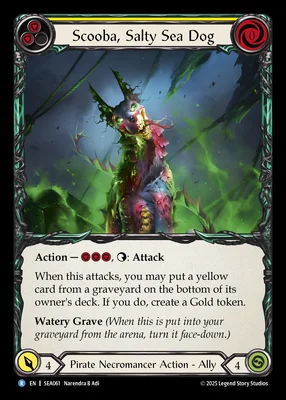 Scooba, Salty Sea Dog
Action — , : Attack
When this attacks, you may put a yellow
card from a graveyard on the bottom of its
owner's deck. If you do, create a Gold token.
Watery Grave (When this is put into your
graveyard from the arena, turn it face-down.)
4 Pirate Necromancer Action - Ally 4
R EN SEA061 Narendra B Adi © 2025 Legend Story Studios